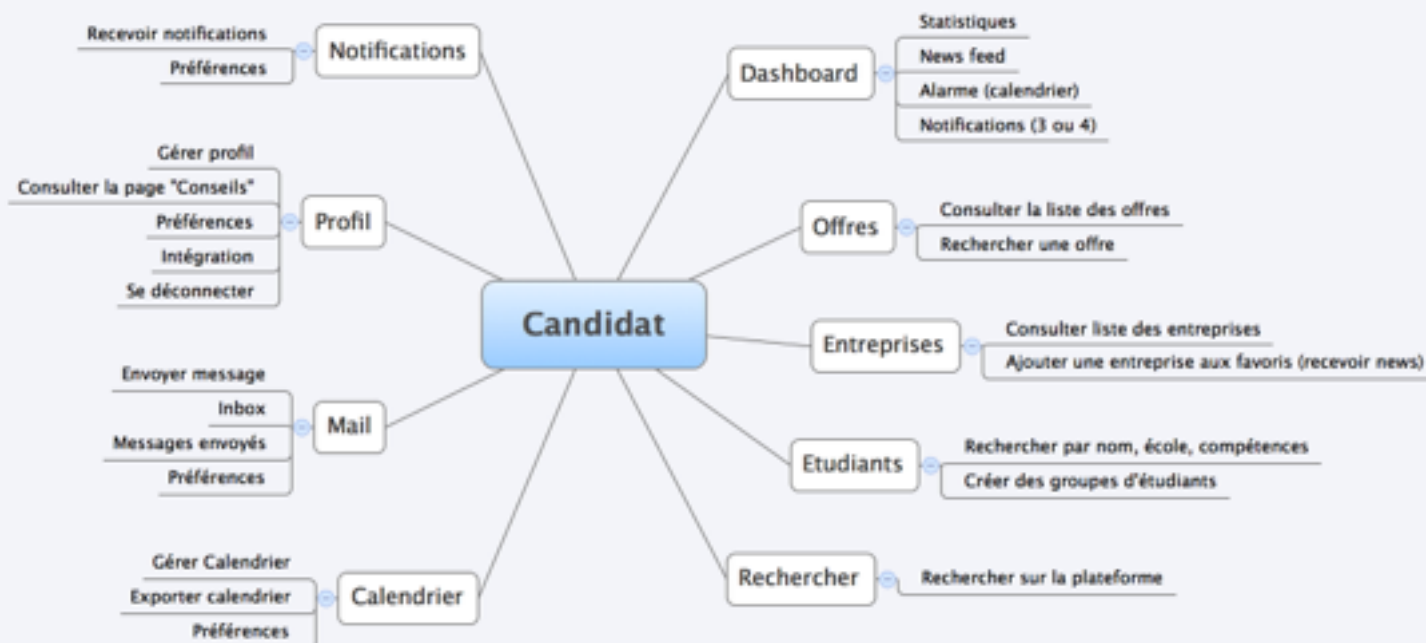 Candidat
Dashboard
Statistiques
News feed
Alarme (calendrier)
Notifications (3 ou 4)
Offres
Consulter la liste des offres
Rechercher une offre
Entreprises
Consulter liste des entreprises
Ajouter une entreprise aux favoris (recevoir news)
Etudiants
Rechercher par nom, école, compétences
Créer des groupes d'étudiants
Rechercher
Rechercher sur la plateforme
Notifications
Recevoir notifications
Préférences
Profil
Gérer profil
Consulter la page "Conseils"
Préférences
Intégration
Se déconnecter
Mail
Envoyer message
Inbox
Messages envoyés
Préférences
Calendrier
Gérer Calendrier
Exporter calendrier
Préférences